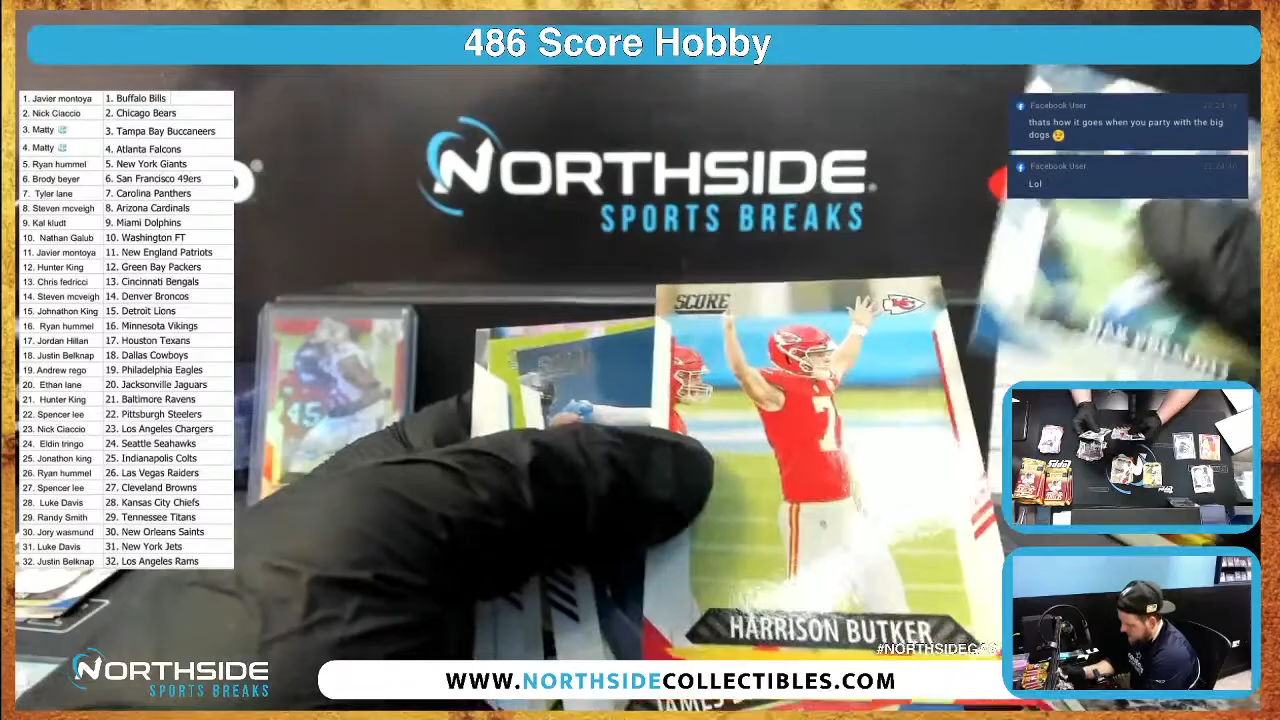 486 Score Hobby
1. Javier montoya 1. Buffalo Bills
2. Nick Ciaccio 2. Chicago Bears
3. Matty 3. Tampa Bay Buccaneers
4. Matty 4. Atlanta Falcons
5. Ryan hummel 5. New York Giants
6. Brody beyer 6. San Francisco 49ers
7. Tyler lane 7. Carolina Panthers
8. Steven mcveigh 8. Arizona Cardinals
9. Kal kludt 9. Miami Dolphins
10. Nathan Galub 10. Washington FT
11. Javier montoya 11. New England Patriots
12. Hunter King 12. Green Bay Packers
13. Chris fedricci 13. Cincinnati Bengals
14. Steven mcveigh 14. Denver Broncos
15. Johnathon King 15. Detroit Lions
16. Ryan hummel 16. Minnesota Vikings
17. Jordan Hillan 17. Houston Texans
18. Justin Belknap 18. Dallas Cowboys
19. Andrew rego 19. Philadelphia Eagles
20. Ethan lane 20. Jacksonville Jaguars
21. Hunter King 21. Baltimore Ravens
22. Spencer lee 22. Pittsburgh Steelers
23. Nick Ciaccio 23. Los Angeles Chargers
24. Eldin tringo 24. Seattle Seahawks
25. Jonathon king 25. Indianapolis Colts
26. Ryan hummel 26. Las Vegas Raiders
27. Spencer lee 27. Cleveland Browns
28. Luke Davis 28. Kansas City Chiefs
29. Randy Smith 29. Tennessee Titans
30. Jory wasmund 30. New Orleans Saints
31. Luke Davis 31. New York Jets
32. Justin Belknap 32. Los Angeles Rams
NORTHSIDE
SPORTS BREAKS
Facebook User
thats how it goes when you party with the big
dogs 😉
Facebook User
Lol
SCORE
KC
7
45
HARRISON BUTKER
JAMES
NORTHSIDE
SPORTS BREAKS
WWW.NORTHSIDECOLLECTIBLES.COM